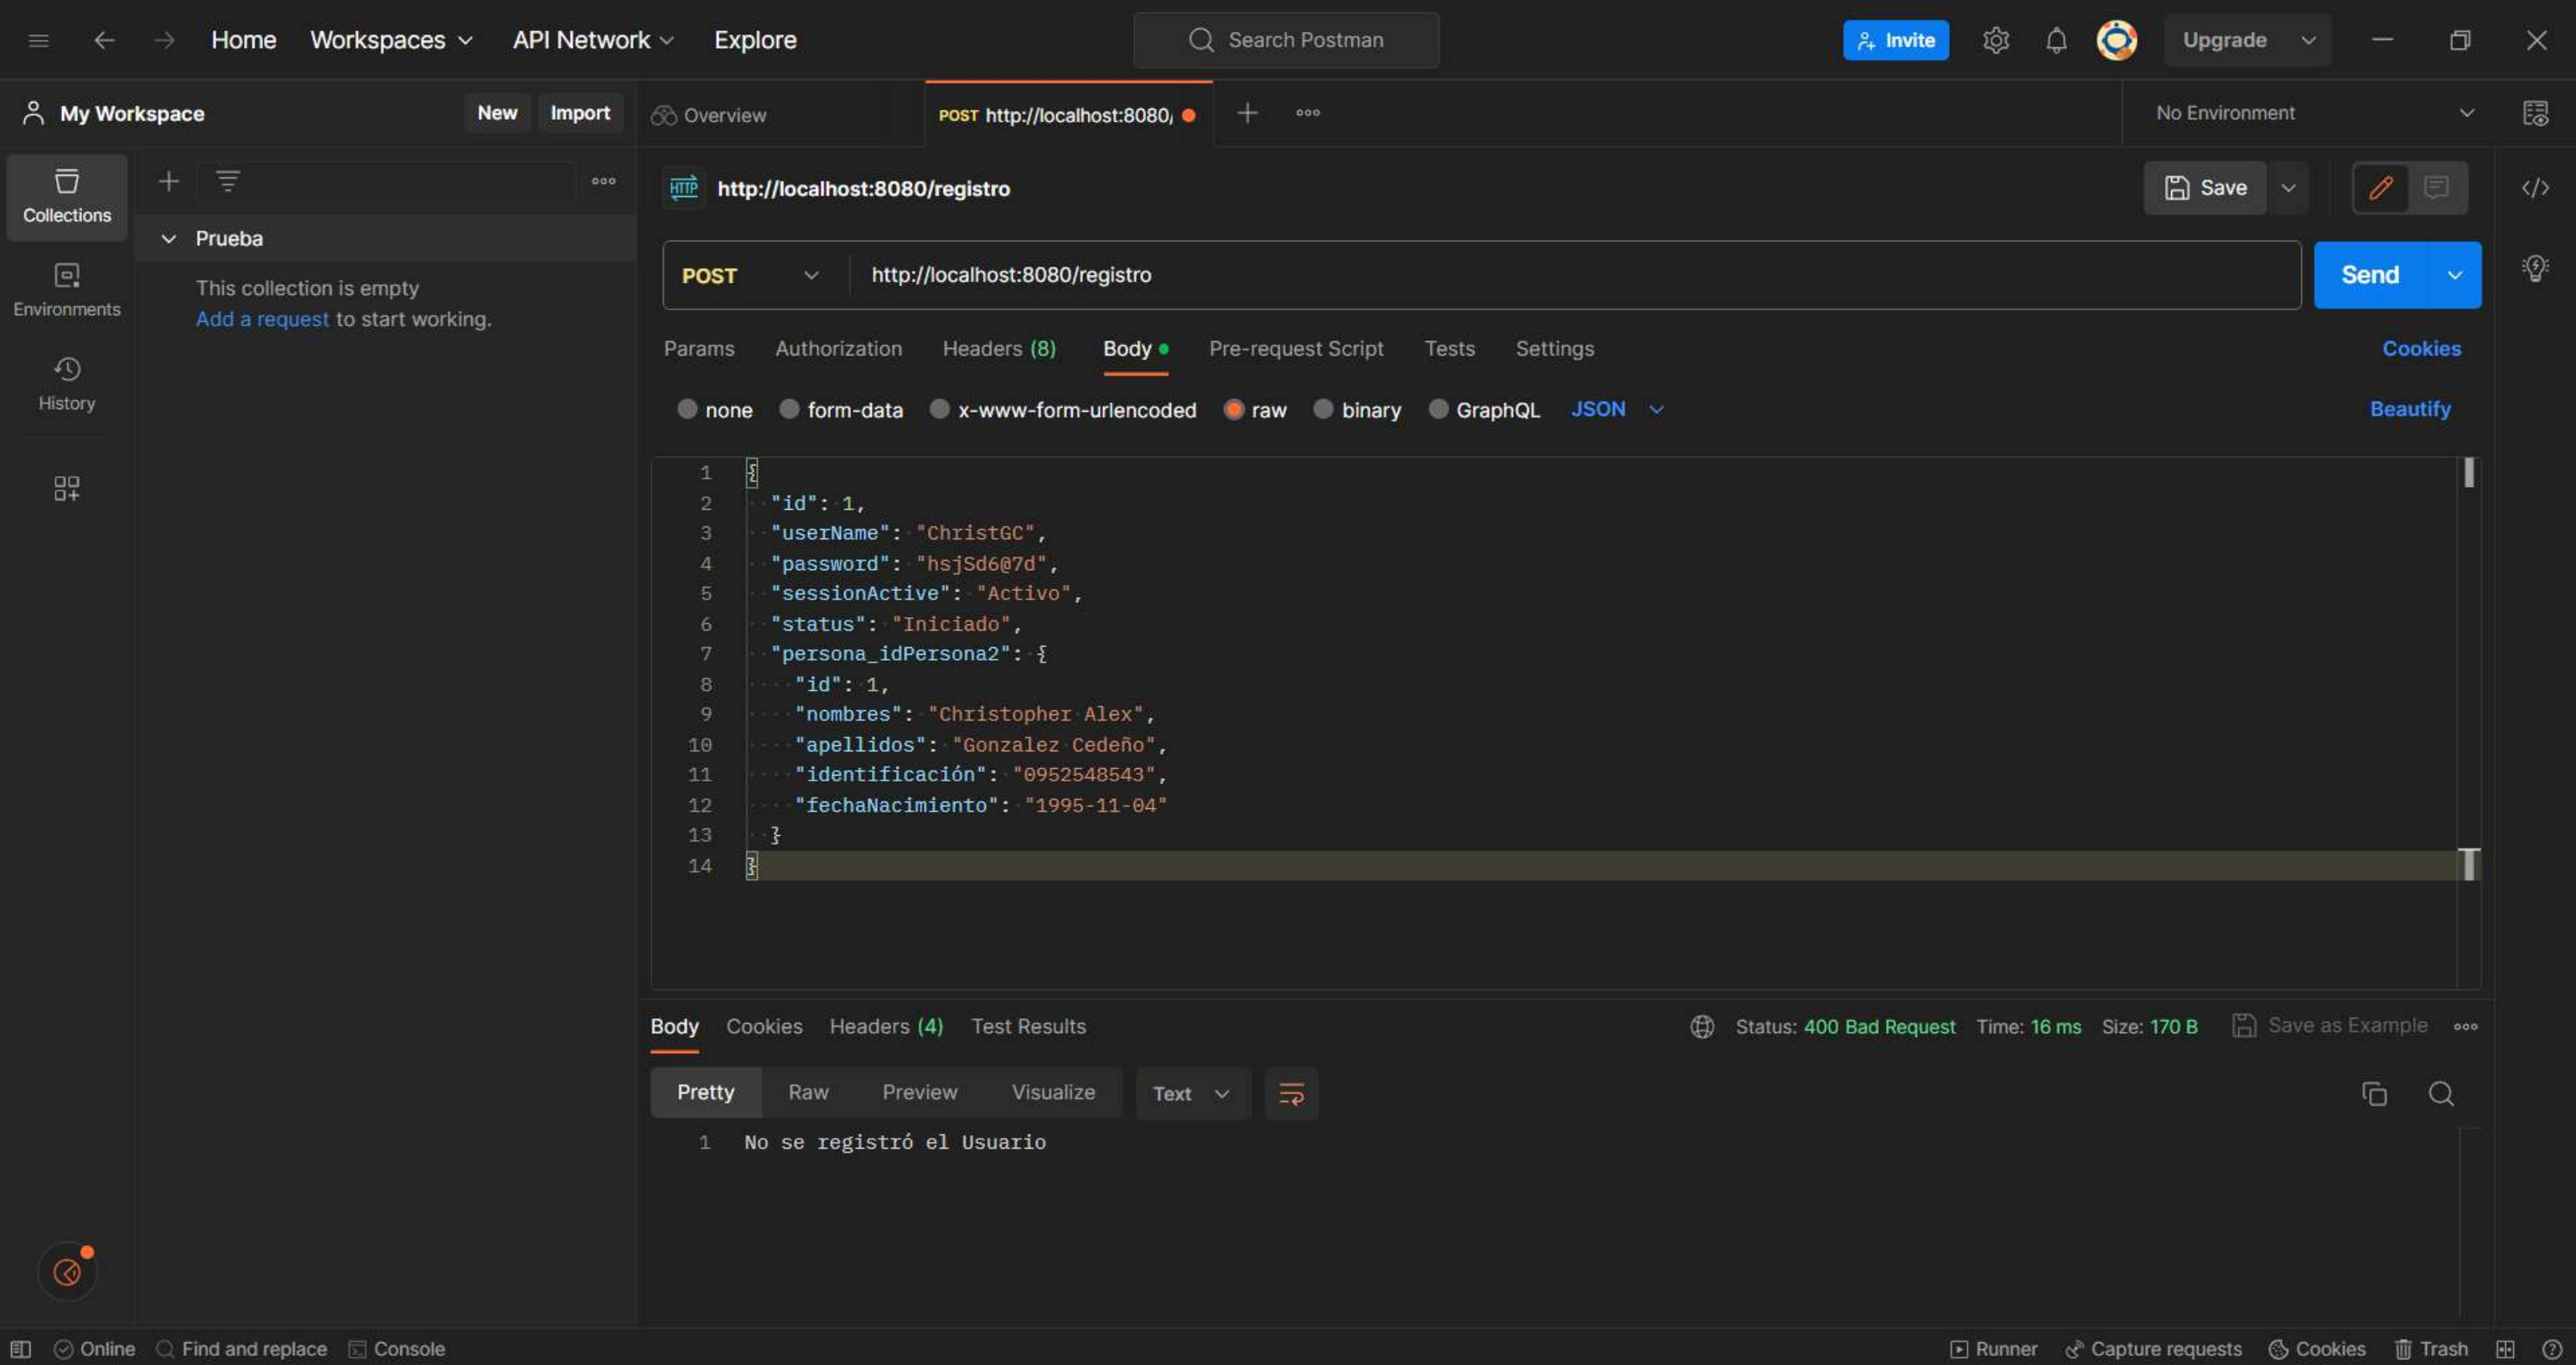 Home Workspaces API Network Explore Search Postman Invite Upgrade
My Workspace New Import Overview POST http://localhost:8080/ No Environment
Collections
Environments
History
Prueba
This collection is empty
Add a request to start working.
HTTP http://localhost:8080/registro Save
POST http://localhost:8080/registro Send
Params Authorization Headers (8) Body Pre-request Script Tests Settings Cookies
none form-data x-www-form-urlencoded raw binary GraphQL JSON Beautify
1 {
2 "id": 1,
3 "userName": "ChristGC",
4 "password": "hsjSd6@7d",
5 "sessionActive": "Activo",
6 "status": "Iniciado",
7 "persona_idPersona2": {
8 "id": 1,
9 "nombres": "Christopher Alex",
10 "apellidos": "Gonzalez Cedeño",
11 "identificación": "0952548543",
12 "fechaNacimiento": "1995-11-04"
13 }
14 }
Body Cookies Headers (4) Test Results Status: 400 Bad Request Time: 16 ms Size: 170 B Save as Example
Pretty Raw Preview Visualize Text
1 No se registró el Usuario
Online Find and replace Console Runner Capture requests Cookies Trash